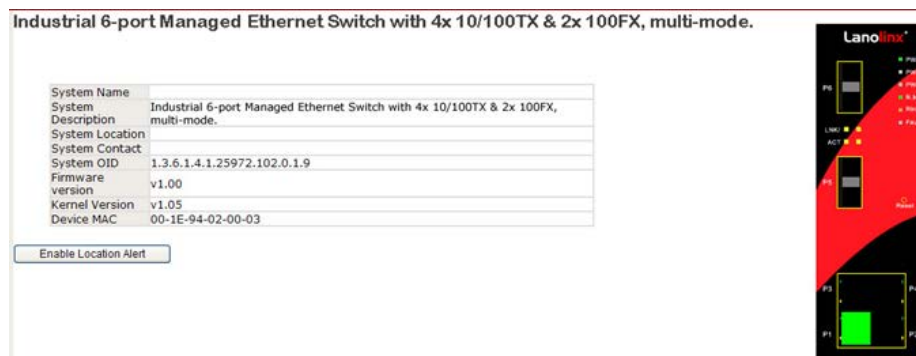 Industrial 6-port Managed Ethernet Switch with 4x 10/100TX & 2x 100FX, multi-mode.
Lanolinx
System Name
System Description
Industrial 6-port Managed Ethernet Switch with 4x 10/100TX & 2x 100FX,
multi-mode.
System Location
System Contact
System OID
1.3.6.1.4.1.25972.102.0.1.9
Firmware version
v1.00
Kernel Version
v1.05
Device MAC
00-1E-94-02-00-03
Enable Location Alert
P6
ACT
P5
Reset
P3
P1